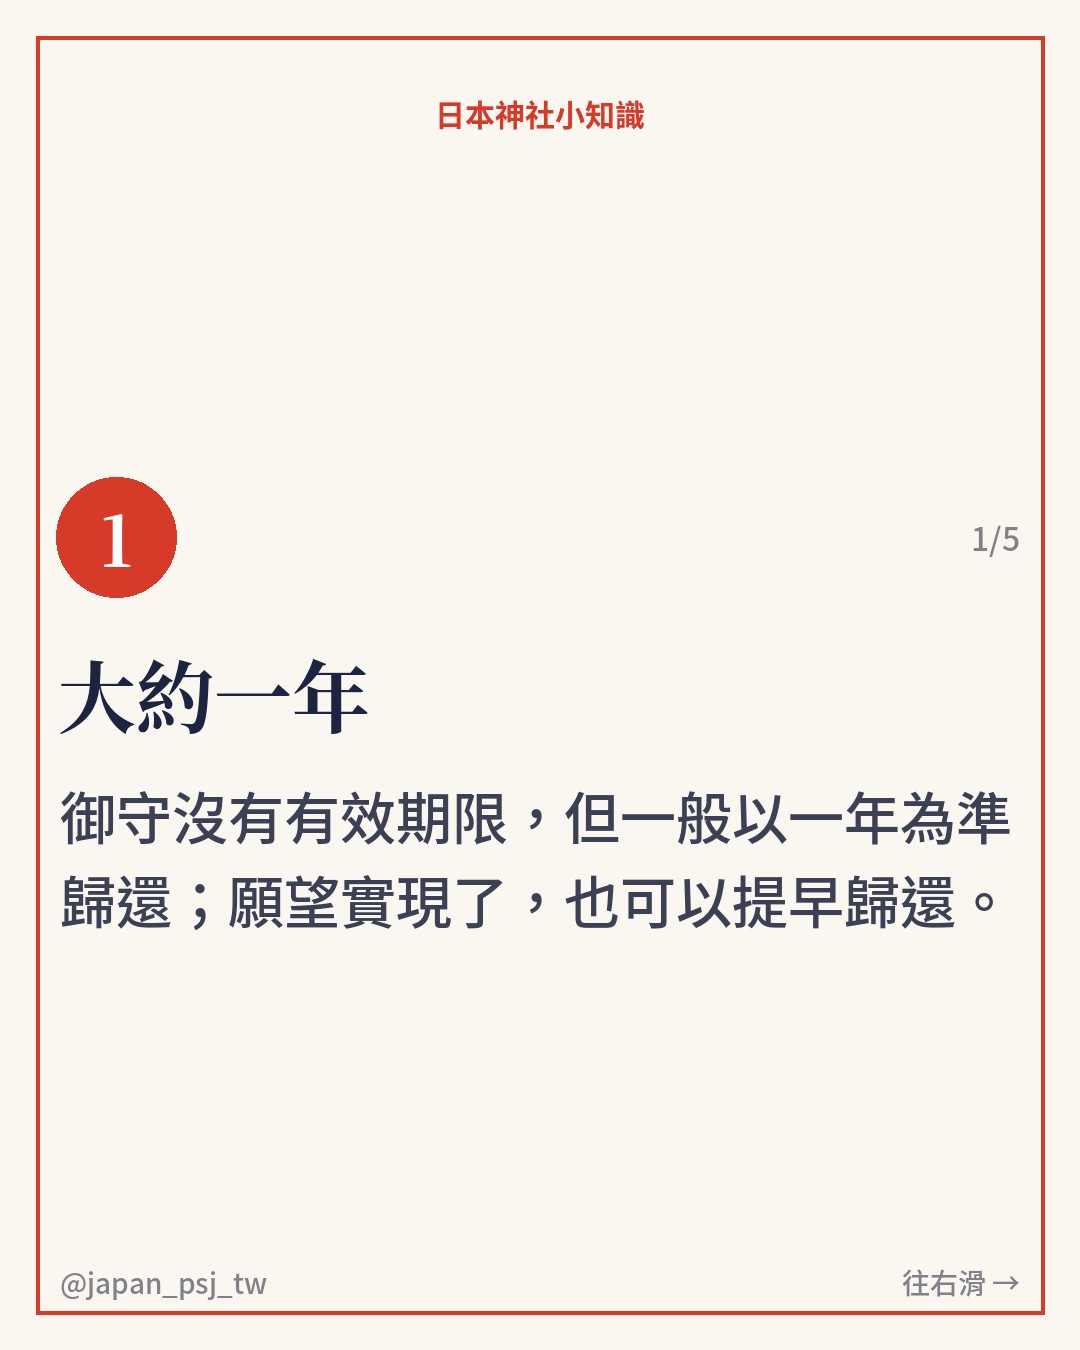 日本神社小知識
1
1/5
大約一年
御守沒有有效期限，但一般以一年為準
歸還；願望實現了，也可以提早歸還。
@japan_psj_tw
往右滑 →